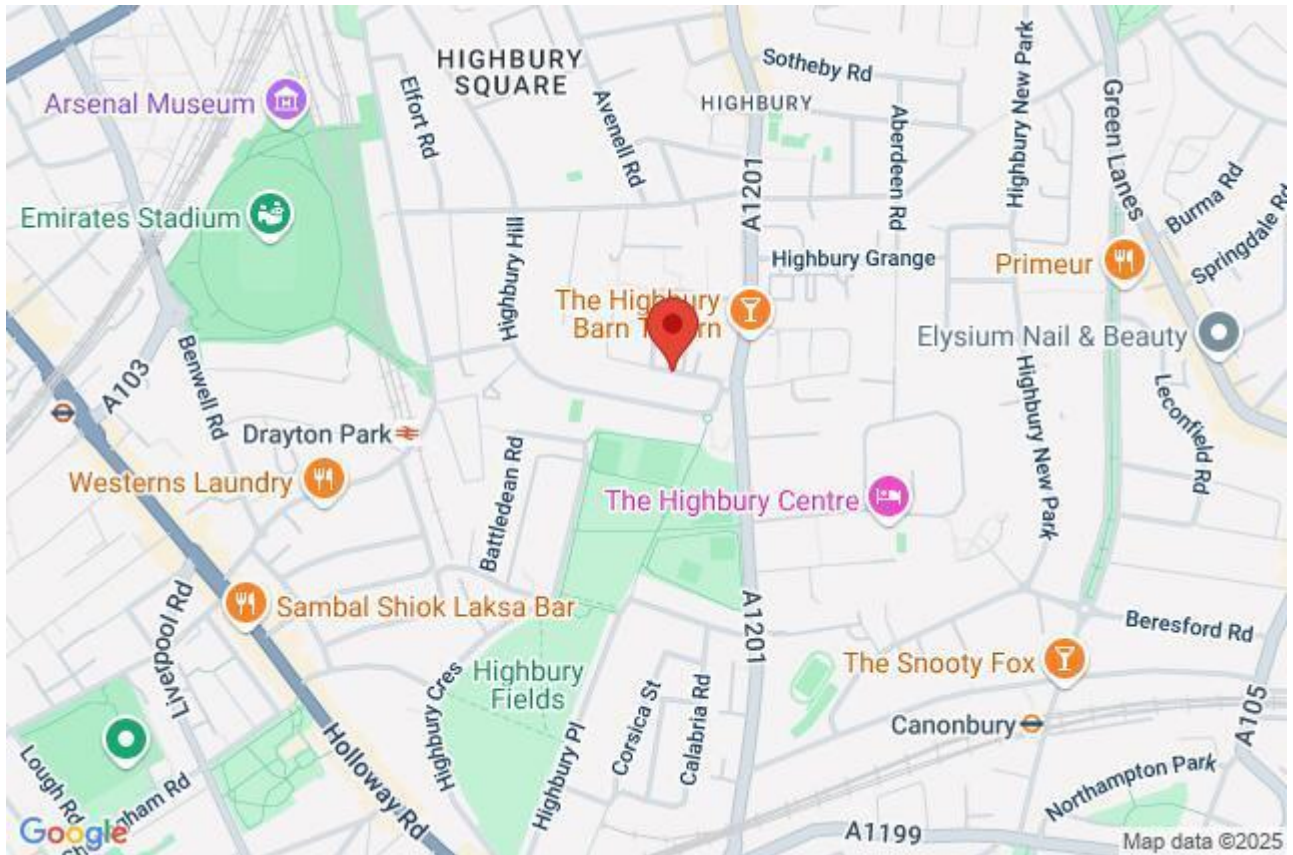 HIGHBURY
SQUARE
Sotheby Rd
Highbury New Park
Green Lanes
Arsenal Museum
Elfort Rd
Avenell Rd
HIGHBURY
Aberdeen Rd
A1201
Burma Rd
Springdale Rd
Emirates Stadium
Highbury Hill
Highbury Grange
Primeur
The Highbury
Barn
Elysium Nail & Beauty
A103
Benwell Rd
Highbury New Park
Leconfield Rd
Drayton Park
Westerns Laundry
Battledean Rd
The Highbury Centre
Sambal Shiok Laksa Bar
Liverpool Rd
A1201
Beresford Rd
Highbury
Fields
Highbury Cres
Corsica St
Calabria Rd
The Snooty Fox
Canonbury
A105
Lough Rd
Holloway Rd
Highbury Pl
Northampton Park
A1199
Google
Map data ©2025